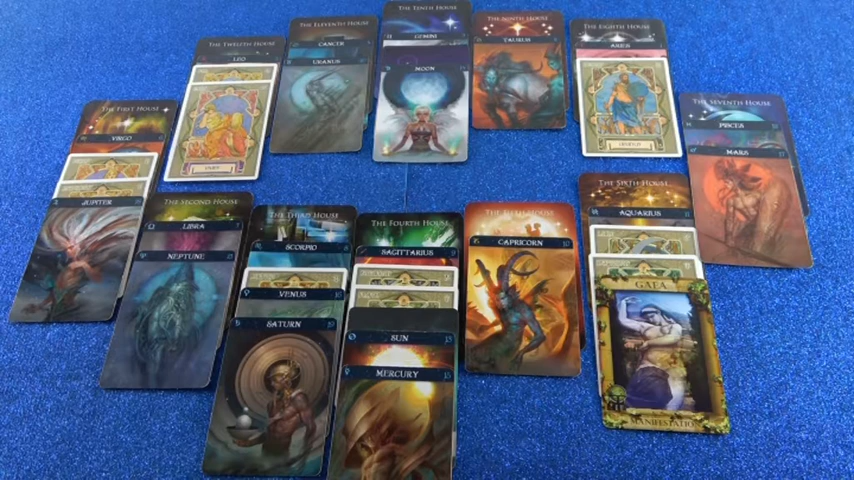 THE TENTH HOUSE
GEMINI
MOON
THE ELEVENTH HOUSE
CANCER
URANUS
THE NINTH HOUSE
TAURUS
THE EIGHTH HOUSE
ARIES
THE TWELFTH HOUSE
LEO
THE SEVENTH HOUSE
PISCES
MARS
THE FIRST HOUSE
VIRGO
JUPITER
THE SECOND HOUSE
LIBRA
NEPTUNE
THE THIRD HOUSE
SCORPIO
VENUS
SATURN
THE FOURTH HOUSE
SAGITTARIUS
SUN
MERCURY
THE FIFTH HOUSE
CAPRICORN
THE SIXTH HOUSE
AQUARIUS
GAEA
MANIFESTATION